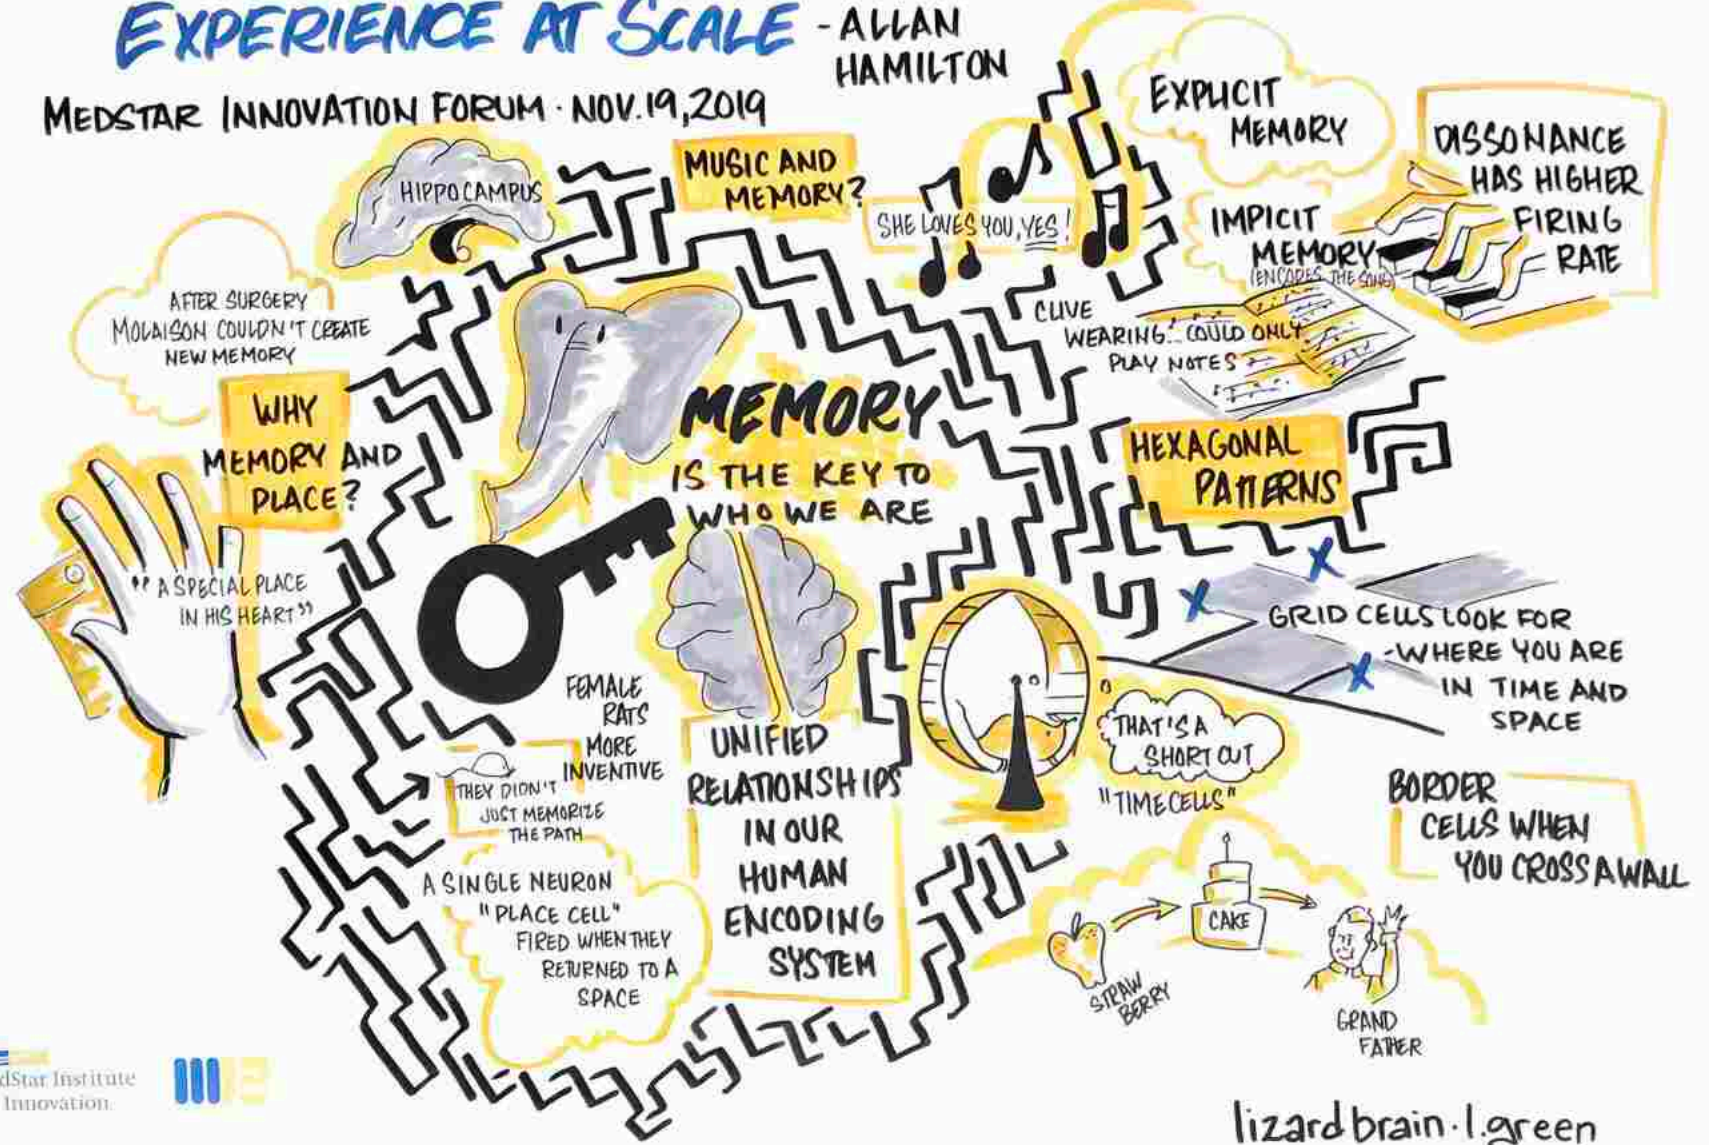 EXPERIENCE AT SCALE - ALLAN
HAMILTON
MEDSTAR INNOVATION FORUM · NOV. 19, 2019
HIPPOCAMPUS
MUSIC AND
MEMORY?
SHE LOVES YOU, YES!
EXPLICIT
MEMORY
IMPICIT
MEMORY
(ENCODES THE SONG)
DISSONANCE
HAS HIGHER
FIRING
RATE
AFTER SURGERY
MOLAISON COULDN'T CREATE
NEW MEMORY
CLIVE
WEARING... COULD ONLY
PLAY NOTES
WHY
MEMORY AND
PLACE?
MEMORY
IS THE KEY TO
WHO WE ARE
HEXAGONAL
PATTERNS
"A SPECIAL PLACE
IN HIS HEART"
GRID CELLS LOOK FOR
-WHERE YOU ARE
IN TIME AND
SPACE
FEMALE
RATS
MORE
INVENTIVE
THEY DIDN'T
JUST MEMORIZE
THE PATH
UNIFIED
RELATIONSHIPS
IN OUR
HUMAN
ENCODING
SYSTEM
THAT'S A
SHORT CUT
"TIME CELLS"
BORDER
CELLS WHEN
YOU CROSS A WALL
A SINGLE NEURON
"PLACE CELL"
FIRED WHEN THEY
RETURNED TO A
SPACE
CAKE
STRAW
BERRY
GRAND
FATHER
dStar Institute
Innovation
lizardbrain.l.green